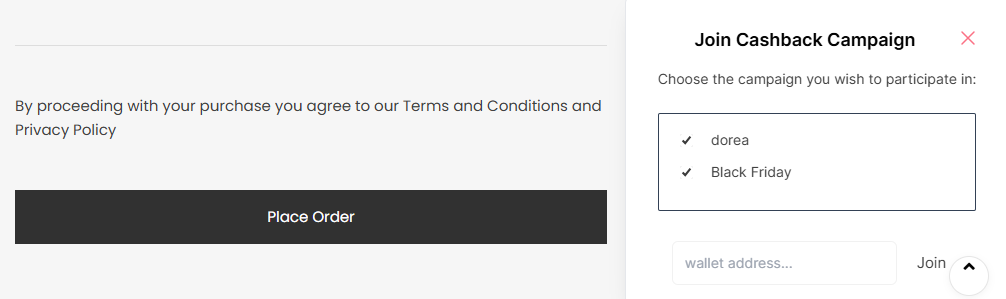 By proceeding with your purchase you agree to our Terms and Conditions and
Privacy Policy
Place Order
Join Cashback Campaign
Choose the campaign you wish to participate in:
dorea
Black Friday
wallet address...
Join